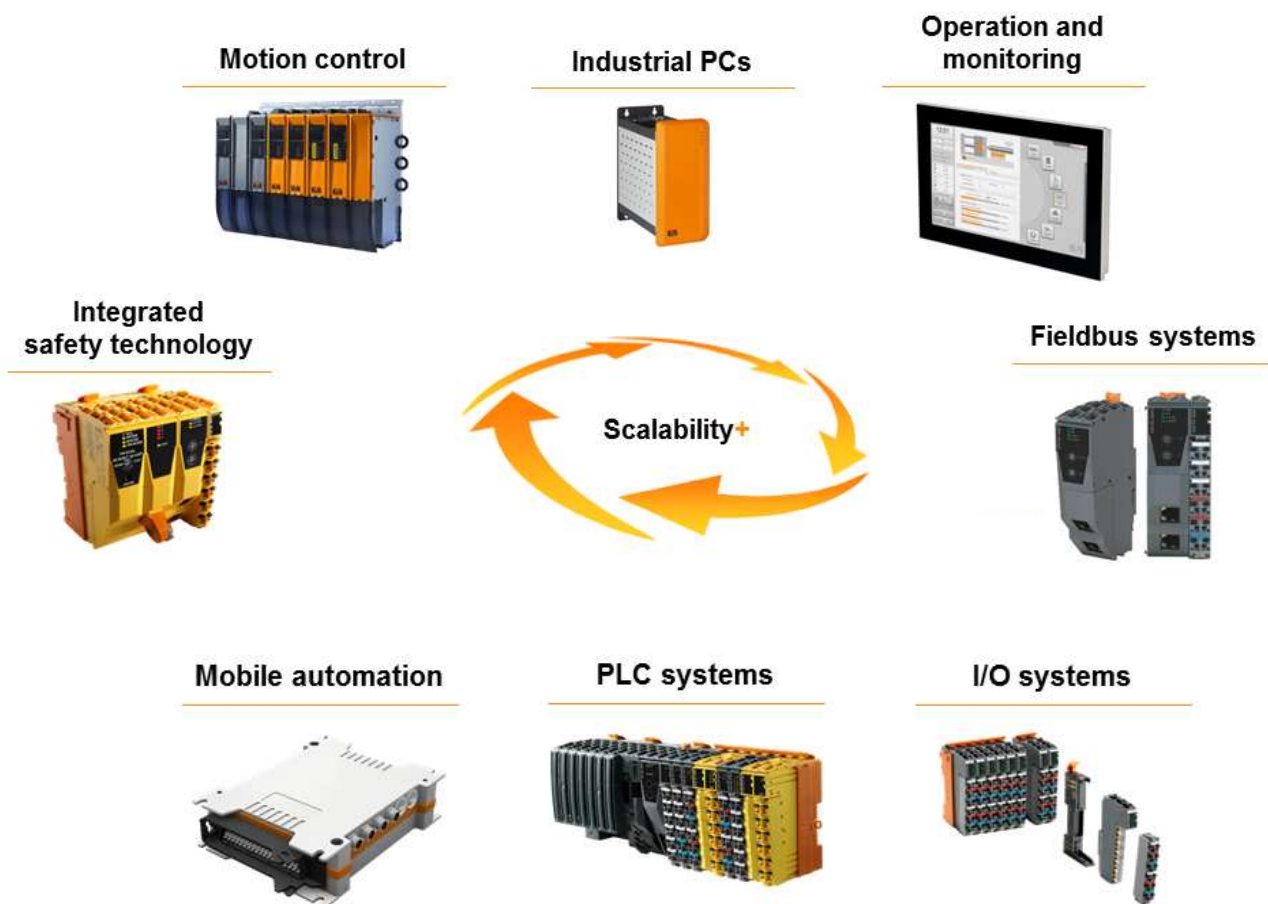 Motion control
Industrial PCs
Operation and
monitoring
Integrated
safety technology
Scalability+
Fieldbus systems
Mobile automation
PLC systems
I/O systems